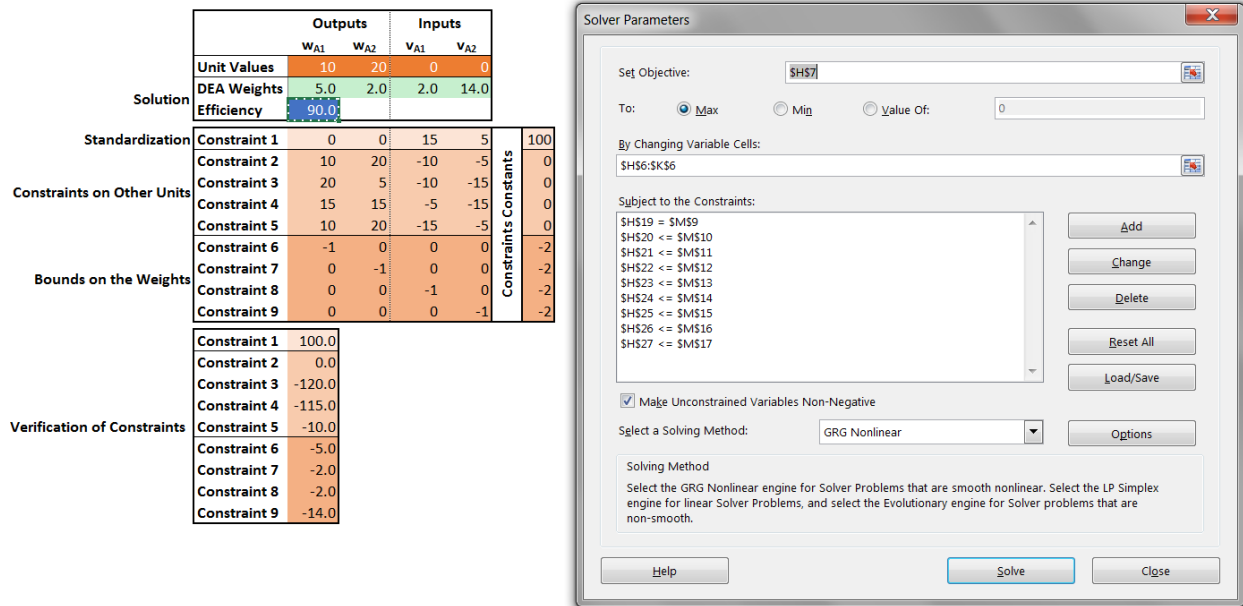 Outputs Inputs
wA1 wA2 vA1 vA2
Unit Values 10 20 0 0
Solution DEA Weights 5.0 2.0 2.0 14.0
Efficiency 90.0
Standardization Constraint 1 0 0 15 5 100
Constraints on Other Units Constraint 2 10 20 -10 -5 0
Constraint 3 20 5 -10 -15 0
Constraint 4 15 15 -5 -15 0
Constraint 5 10 20 -15 -5 0
Bounds on the Weights Constraint 6 -1 0 0 0 -2
Constraint 7 0 -1 0 0 -2
Constraint 8 0 0 -1 0 -2
Constraint 9 0 0 0 -1 -2
Constraints Constants
Verification of Constraints
Constraint 1 100.0
Constraint 2 0.0
Constraint 3 -120.0
Constraint 4 -115.0
Constraint 5 -10.0
Constraint 6 -5.0
Constraint 7 -2.0
Constraint 8 -2.0
Constraint 9 -14.0
Solver Parameters
Set Objective: $H$7
To: Max Min Value Of: 0
By Changing Variable Cells:
$H$6:$K$6
Subject to the Constraints:
$H$19 = $M$9
$H$20 <= $M$10
$H$21 <= $M$11
$H$22 <= $M$12
$H$23 <= $M$13
$H$24 <= $M$14
$H$25 <= $M$15
$H$26 <= $M$16
$H$27 <= $M$17
Add
Change
Delete
Reset All
Load/Save
Make Unconstrained Variables Non-Negative
Select a Solving Method: GRG Nonlinear Options
Solving Method
Select the GRG Nonlinear engine for Solver Problems that are smooth nonlinear. Select the LP Simplex
engine for linear Solver Problems, and select the Evolutionary engine for Solver problems that are
non-smooth.
Help Solve Close